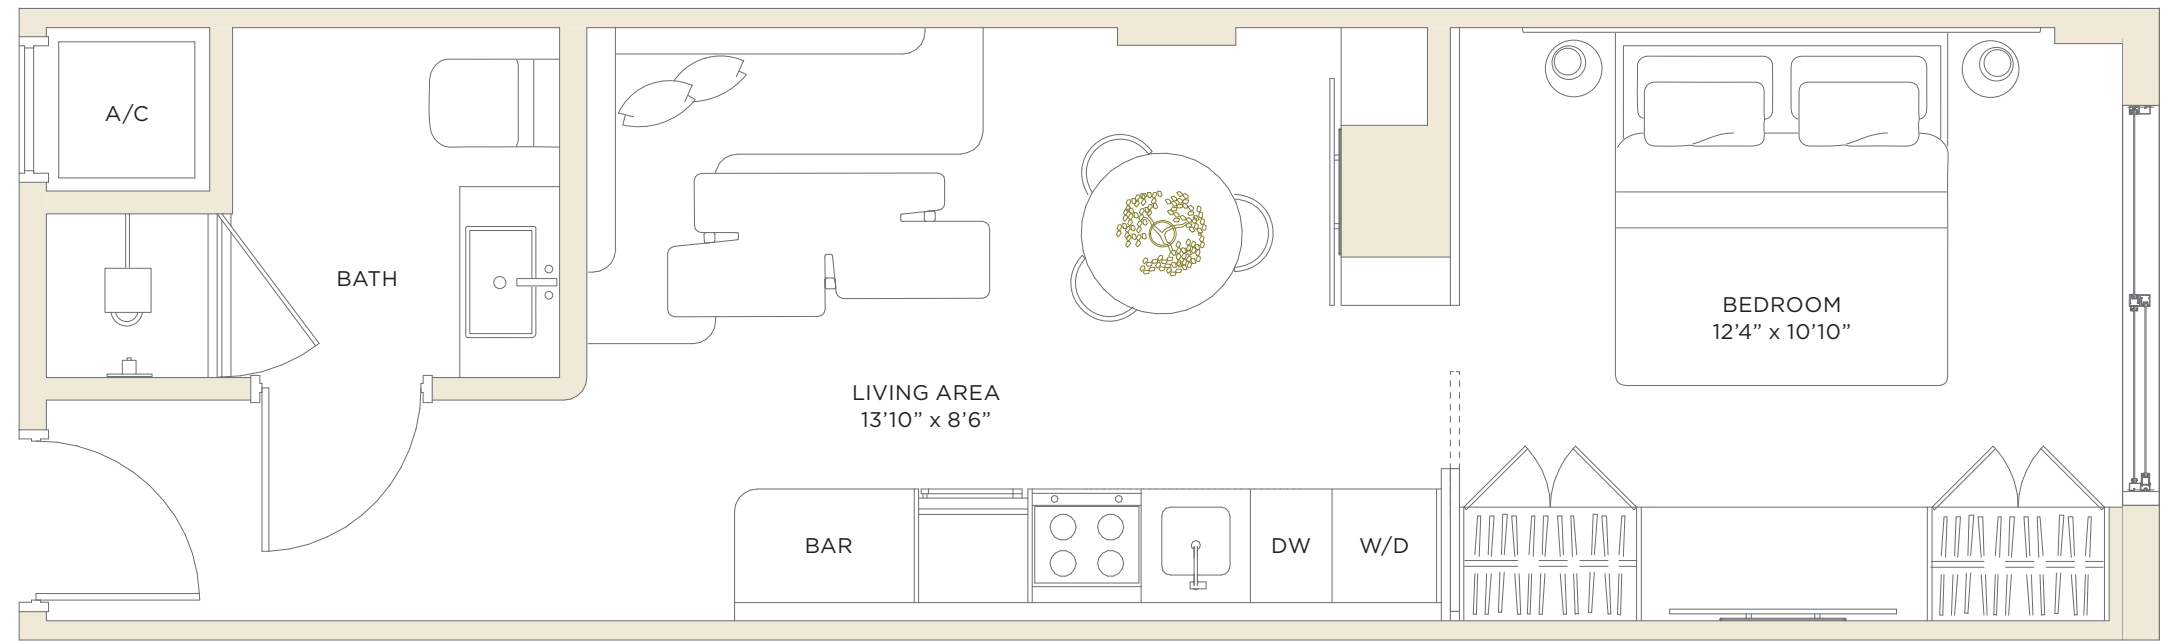 A/C
BATH
BEDROOM
12’4” x 10’10”
LIVING AREA
13’10” x 8’6”
BAR
DW
W/D